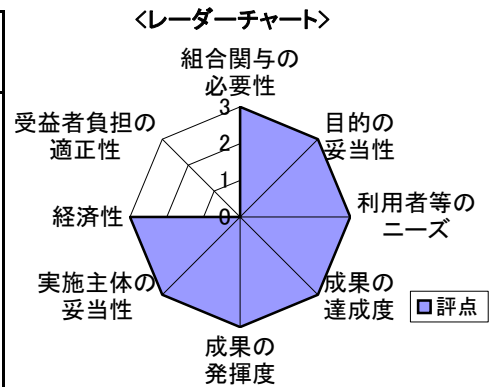 <レーダーチャート>
組合関与の
必要性
目的の
妥当性
利用者等の
ニーズ
成果の
達成度
成果の
発揮度
実施主体の
妥当性
経済性
受益者負担の
適正性
3
2
1
0
評点